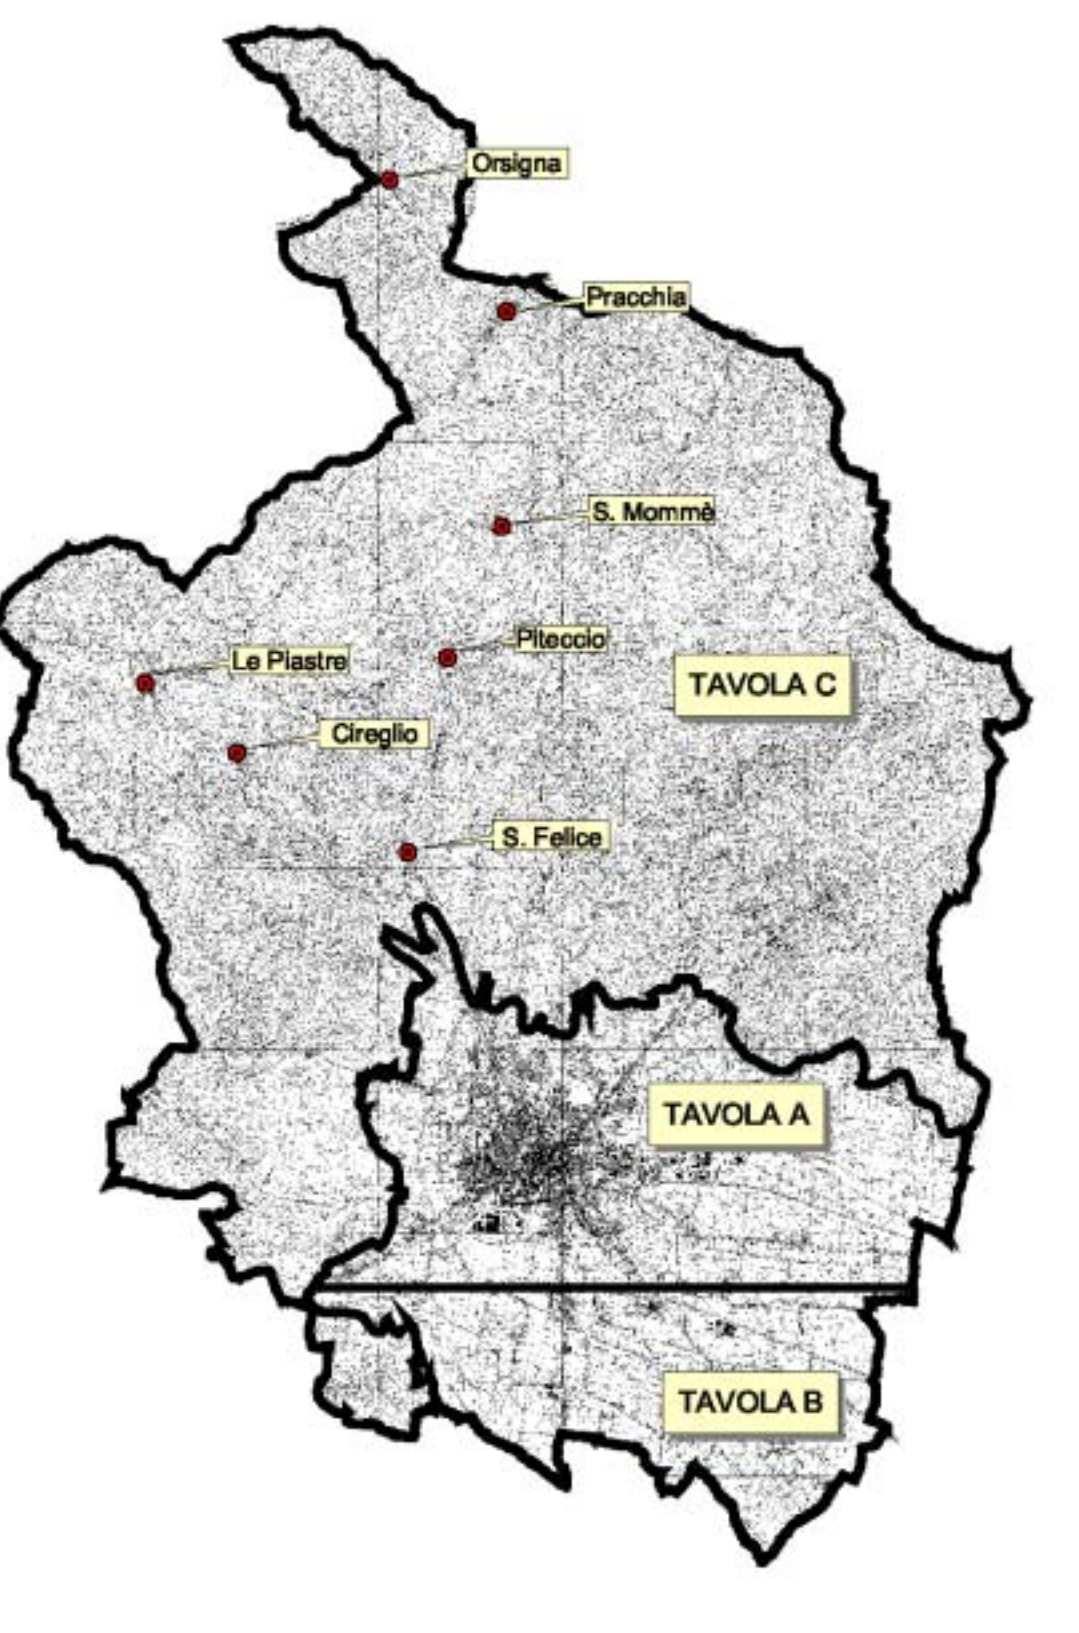 Orsigna
Pracchia
S. Mommè
Piteccio
Le Piastre
TAVOLA C
Cireglio
S. Felice
TAVOLA A
TAVOLA B